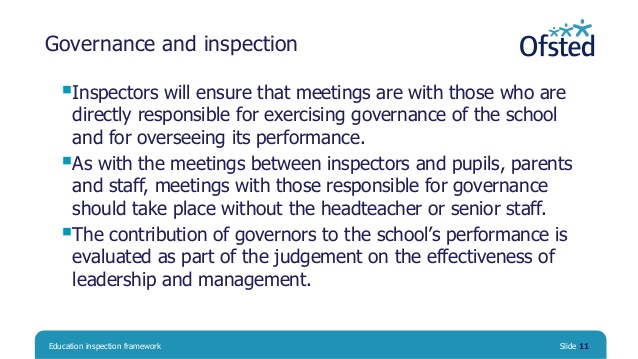 Governance and inspection
Ofsted
Inspectors will ensure that meetings are with those who are
directly responsible for exercising governance of the school
and for overseeing its performance.
As with the meetings between inspectors and pupils, parents
and staff, meetings with those responsible for governance
should take place without the headteacher or senior staff.
The contribution of governors to the school’s performance is
evaluated as part of the judgement on the effectiveness of
leadership and management.
Education inspection framework
Slide 11